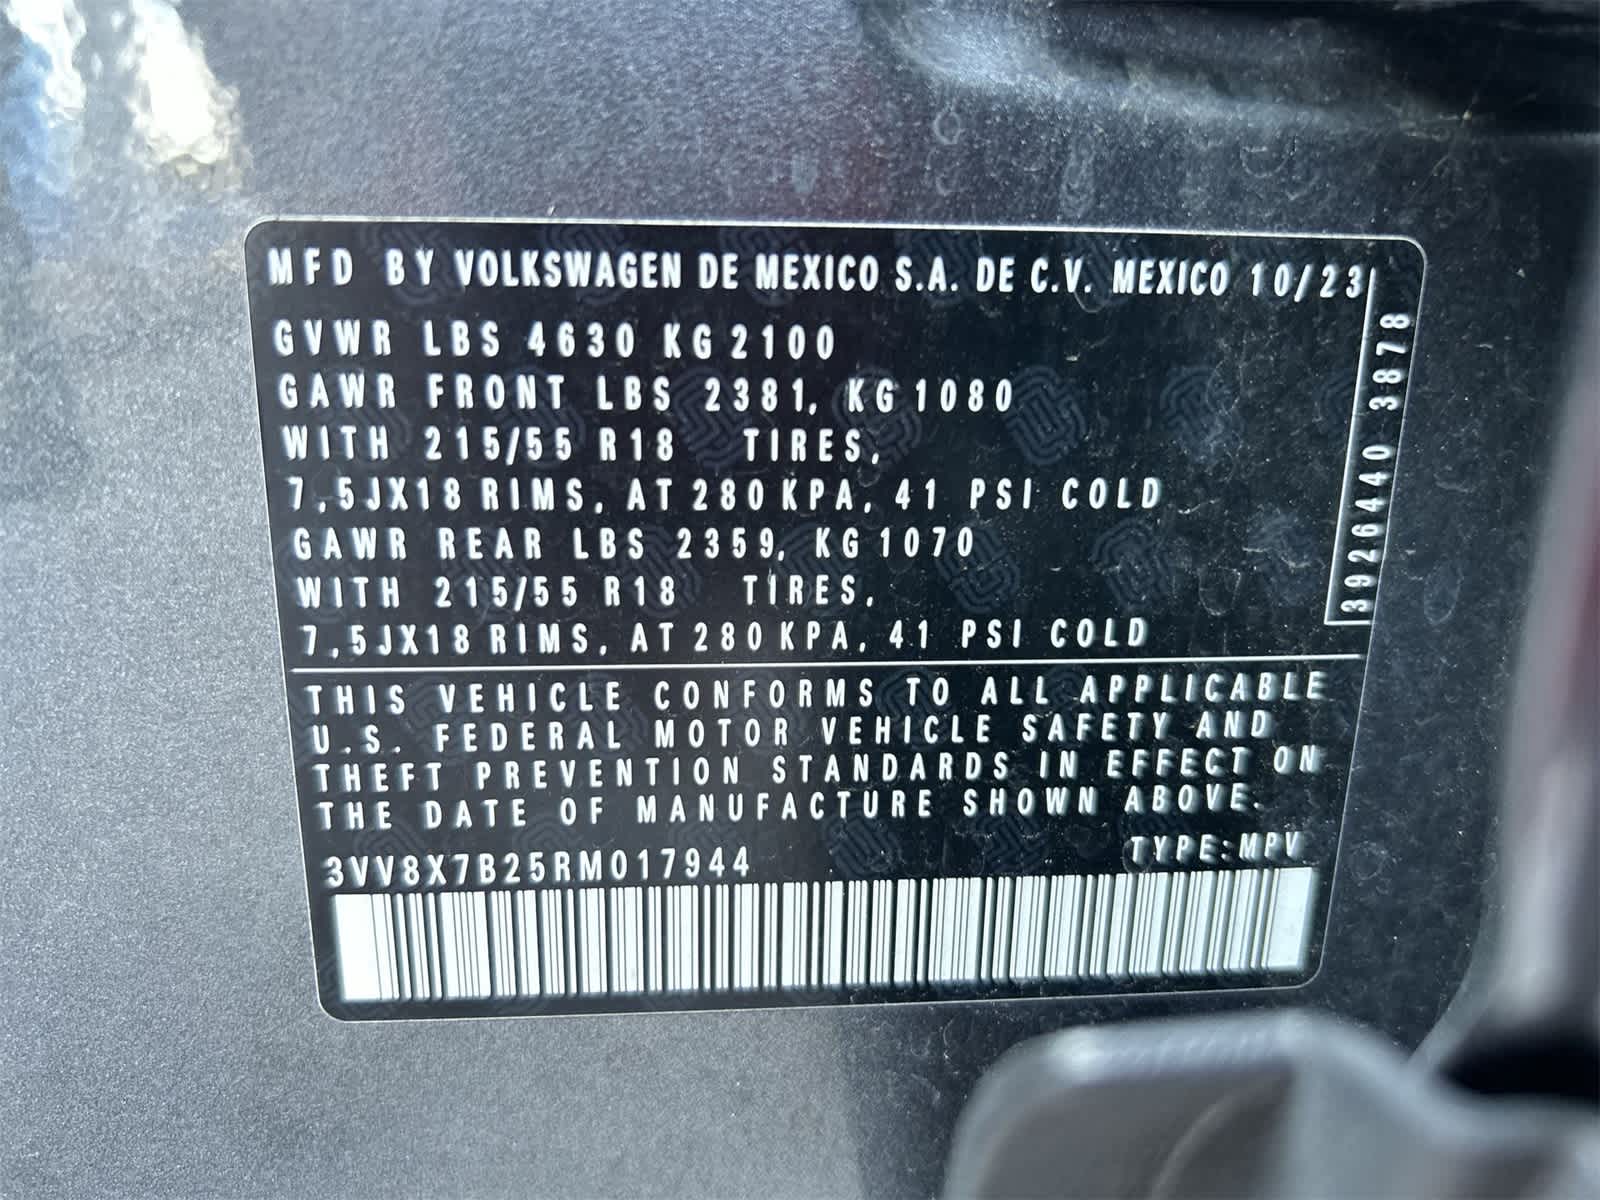 MFD BY VOLKSWAGEN DE MEXICO S.A. DE C.V. MEXICO 10/23
GVWR LBS 4630 KG 2100
GAWR FRONT LBS 2381, KG 1080
WITH 215/55 R18 TIRES,
7,5JX18 RIMS, AT 280 KPA, 41 PSI COLD
GAWR REAR LBS 2359, KG 1070
WITH 215/55 R18 TIRES,
7,5JX18 RIMS, AT 280 KPA, 41 PSI COLD
3926440 3878
THIS VEHICLE CONFORMS TO ALL APPLICABLE
U.S. FEDERAL MOTOR VEHICLE SAFETY AND
THEFT PREVENTION STANDARDS IN EFFECT ON
THE DATE OF MANUFACTURE SHOWN ABOVE.
3VV8X7B25RM017944 TYPE:MPV